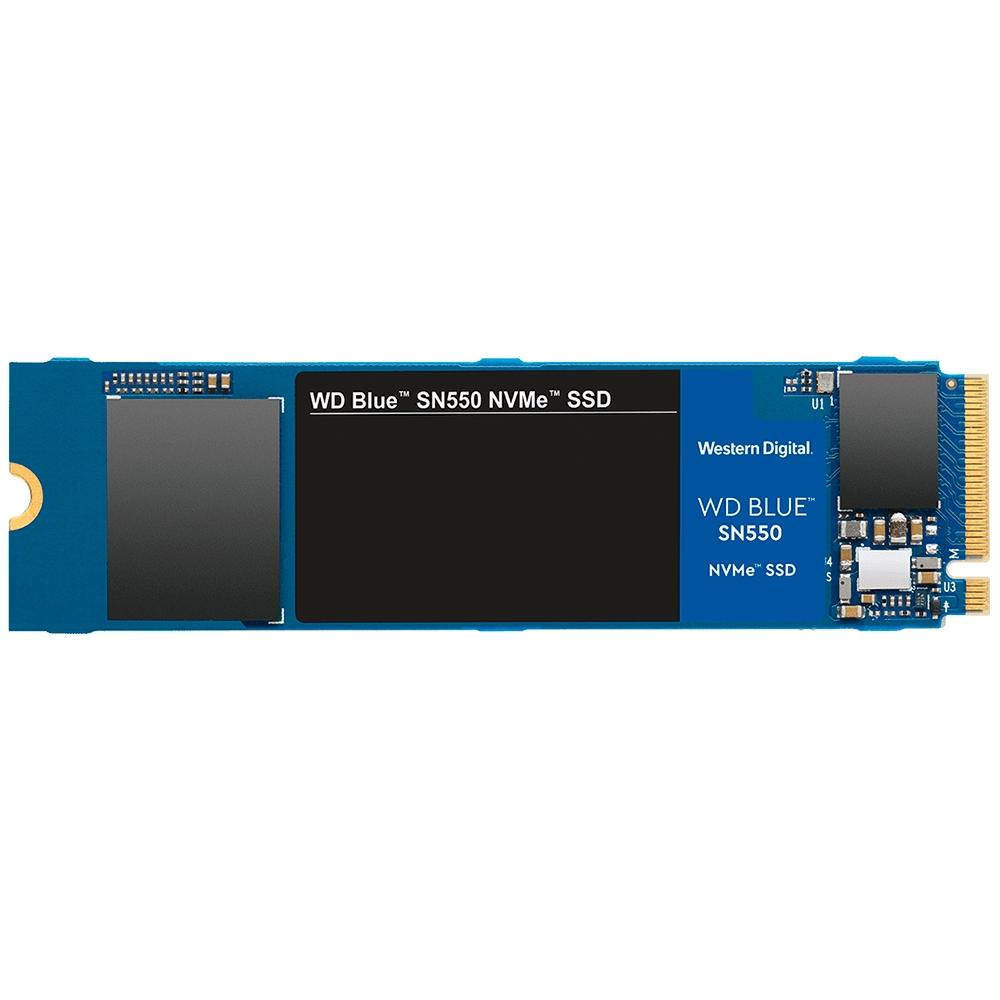 WD Blue™ SN550 NVMe™ SSD
U1
Western Digital.
WD BLUE™
SN550
NVMe™ SSD
M
U3